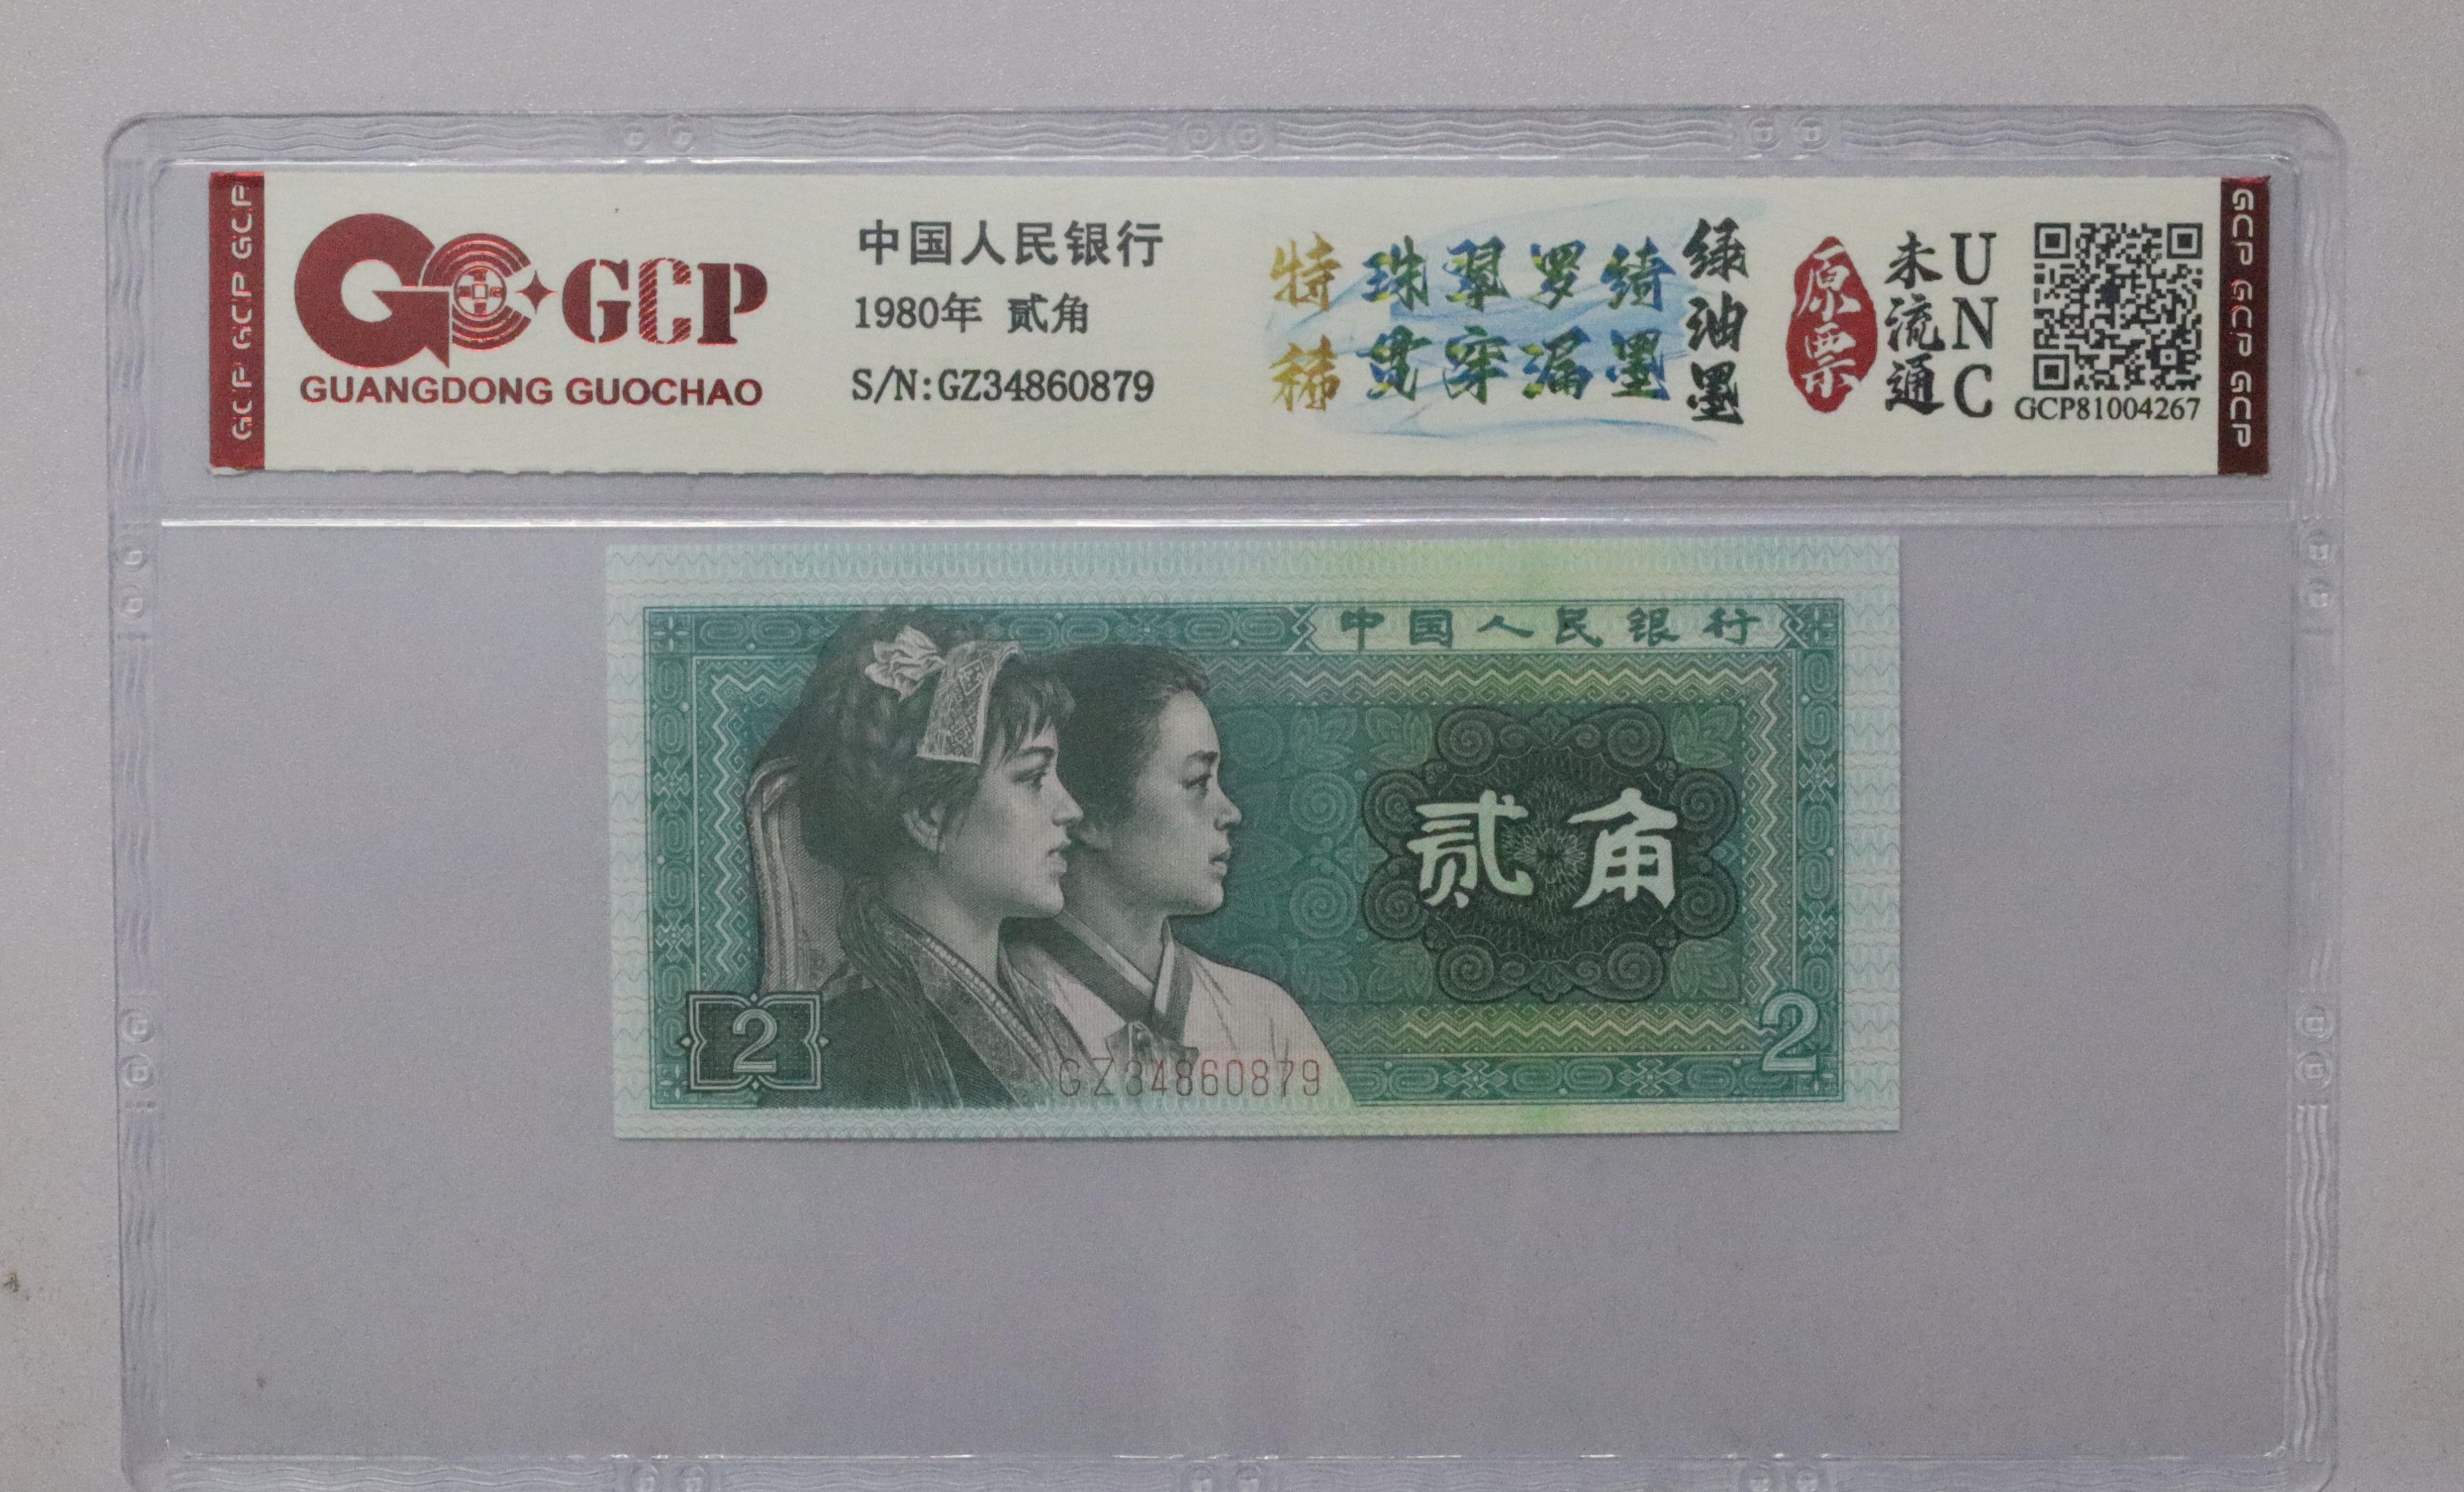 GCP GCP GCP
GCP
GUANGDONG GUOCHAO
中国人民银行
1980年 贰角
S/N:GZ34860879
特稀
珠翠罗绮
贯穿漏墨
绿油墨
原票
未流通
UNC
GCP81004267
GCP GCP GCP
中国人民银行
贰角
2
2
GZ34860879